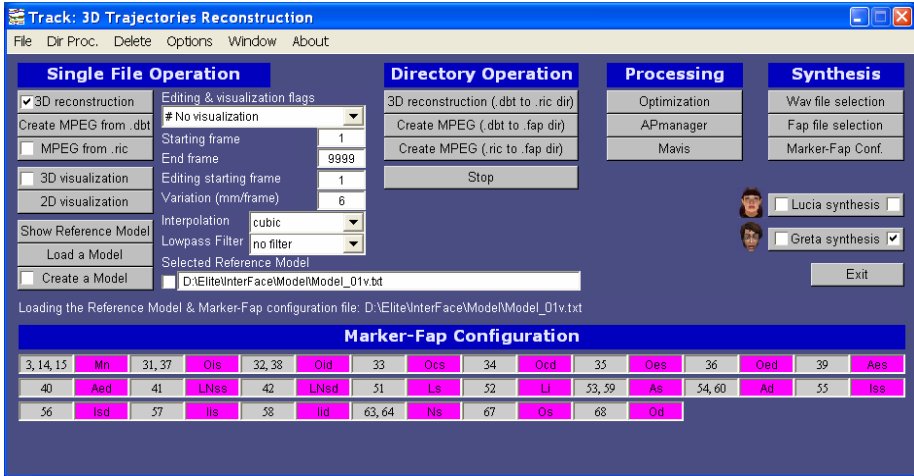 Track: 3D Trajectories Reconstruction
File Dir Proc. Delete Options Window About
Single File Operation
3D reconstruction
Create MPEG from .dbt
MPEG from .ric
3D visualization
2D visualization
Show Reference Model
Load a Model
Create a Model
Editing & visualization flags
# No visualization
Starting frame 1
End frame 9999
Editing starting frame 1
Variation (mm/frame) 6
Interpolation cubic
Lowpass Filter no filter
Selected Reference Model
D:\Elite\InterFace\Model\Model_01v.txt
Directory Operation
3D reconstruction (.dbt to .ric dir)
Create MPEG (.dbt to .fap dir)
Create MPEG (.ric to .fap dir)
Stop
Processing
Optimization
APmanager
Mavis
Synthesis
Wav file selection
Fap file selection
Marker-Fap Conf.
Lucia synthesis
Greta synthesis
Exit
Loading the Reference Model & Marker-Fap configuration file: D:\Elite\InterFace\Model\Model_01v.txt
Marker-Fap Configuration
3, 14, 15 Mn 31, 37 Ois 32, 38 Oid 33 Ocs 34 Ocd 35 Oes 36 Oed 39 Aes
40 Aed 41 LNss 42 LNsd 51 Ls 52 Li 53, 59 As 54, 60 Ad 55 Iss
56 Isd 57 Iis 58 Iid 63, 64 Ns 67 Os 68 Od